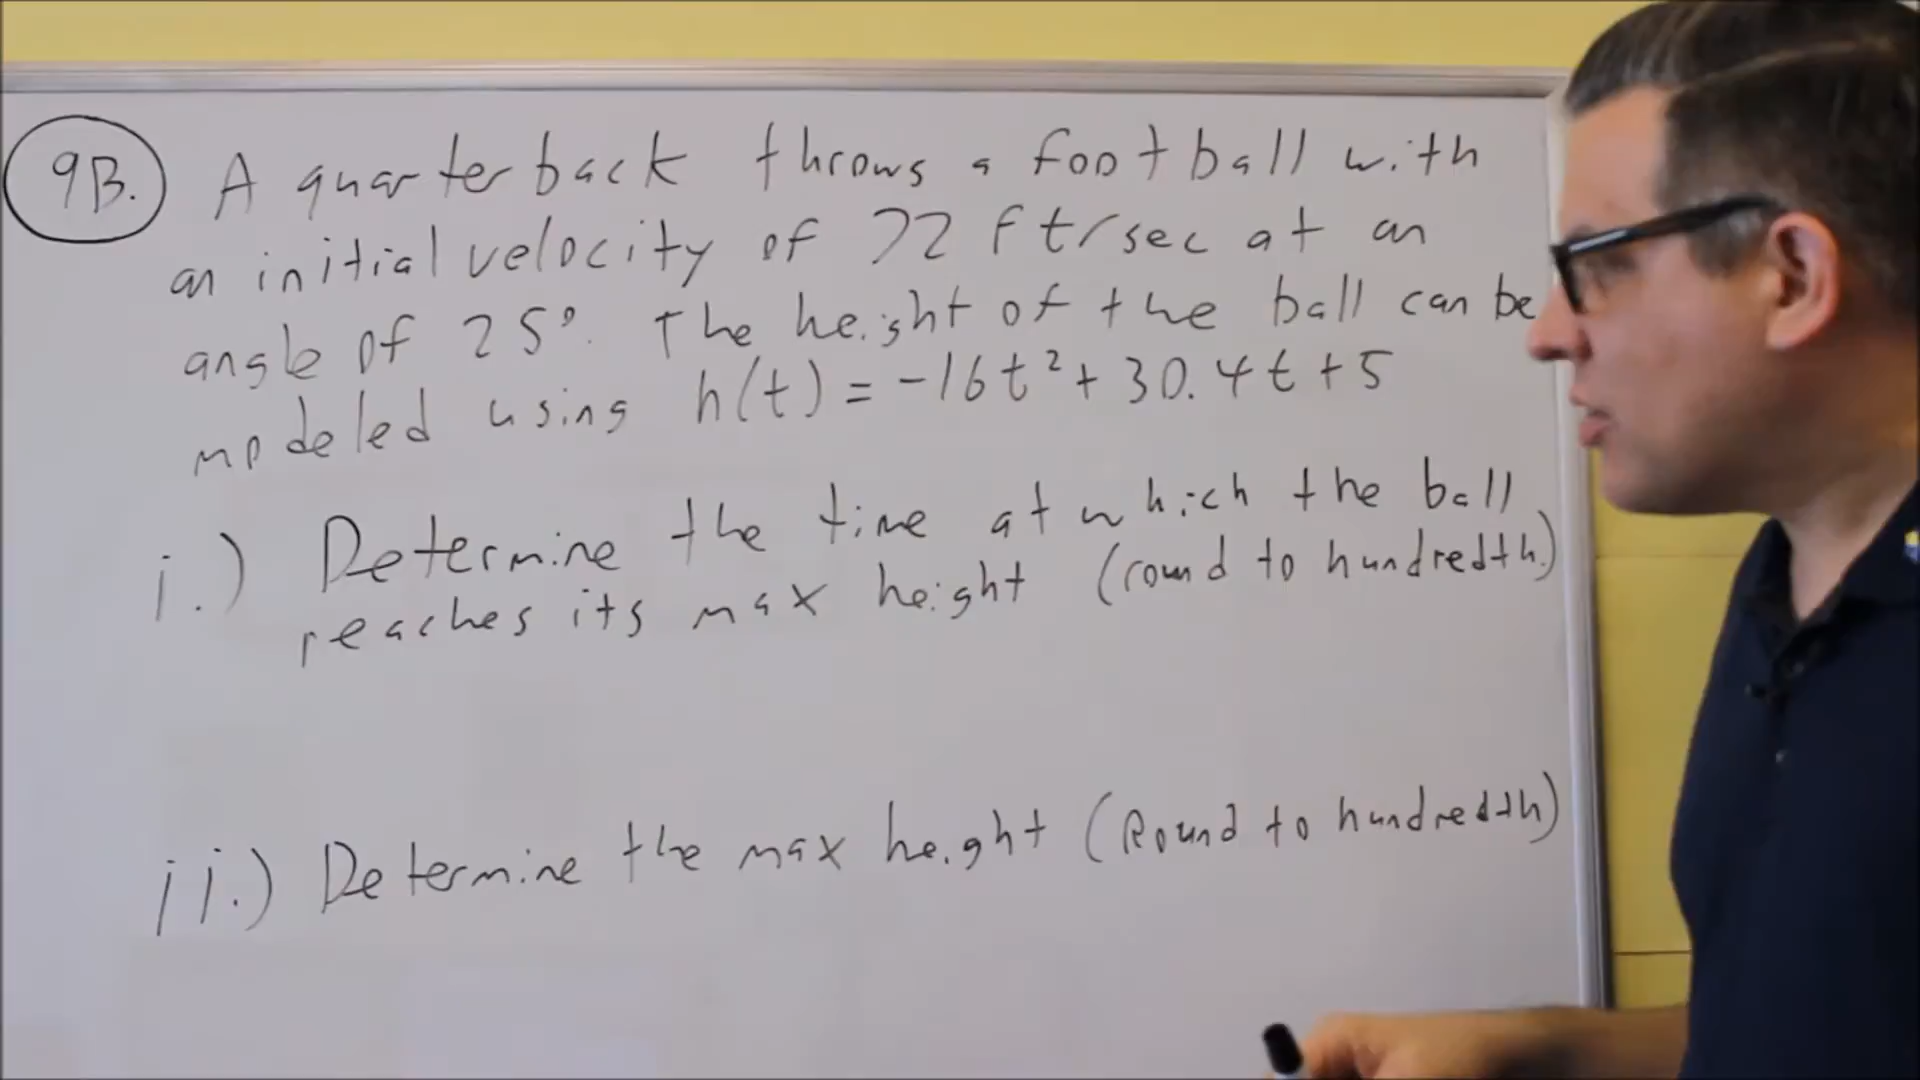 9B. A quarterback throws a football with
an initial velocity of 72 ft/sec at an
angle of 25°. The height of the ball can be
modeled using h(t) = -16t² + 30.4t + 5
i.) Determine the time at which the ball
reaches its max height (round to hundredth.)
ii.) Determine the max height (Round to hundredth)